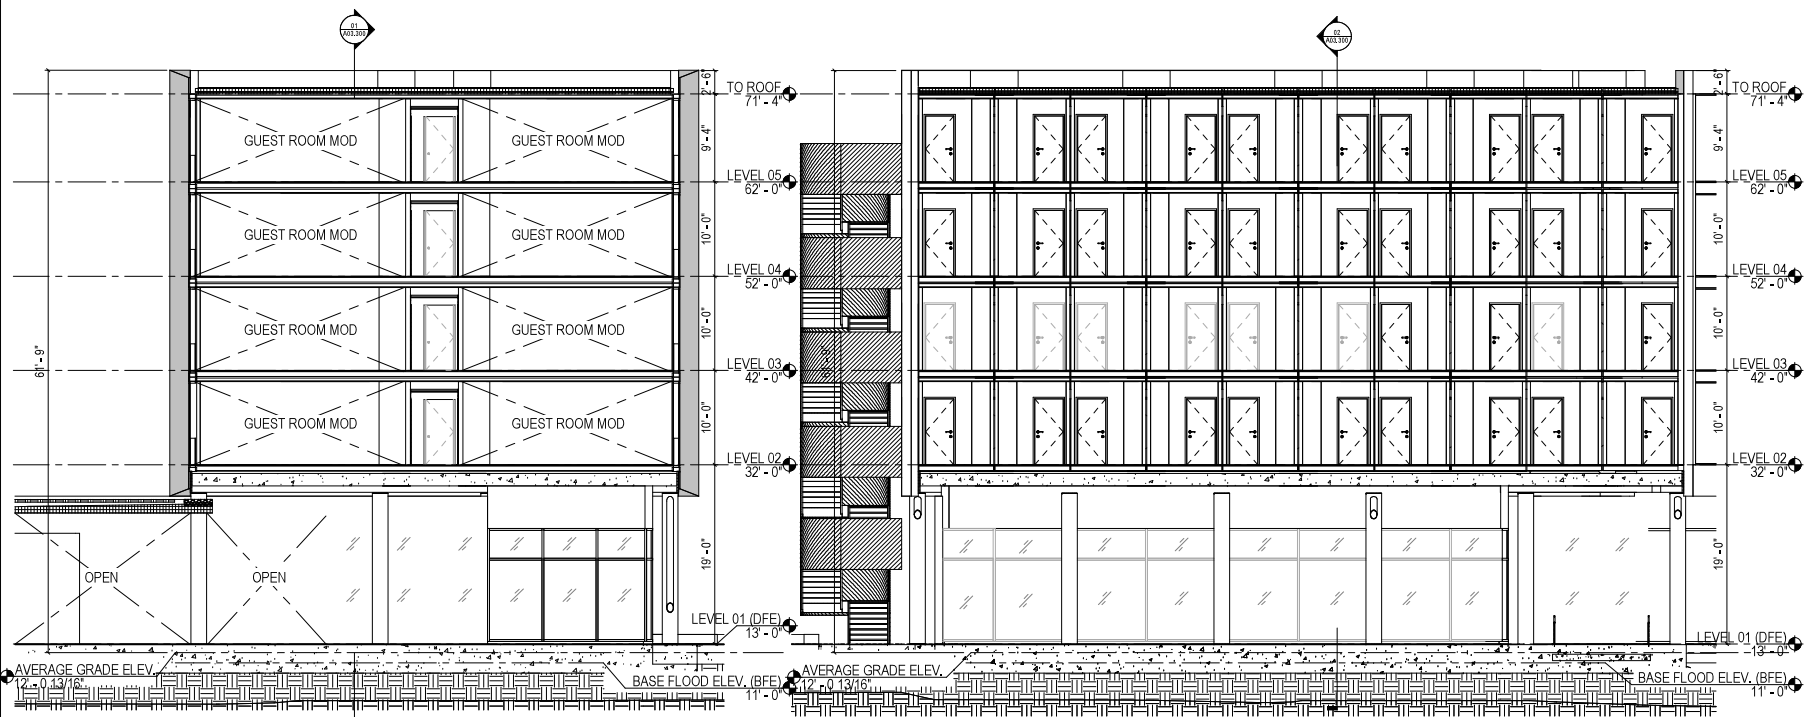 01
A03.300
02
A03.300
2' - 6"
TO ROOF
71' - 4"
GUEST ROOM MOD
GUEST ROOM MOD
9' - 4"
LEVEL 05
62' - 0"
GUEST ROOM MOD
GUEST ROOM MOD
10' - 0"
LEVEL 04
52' - 0"
GUEST ROOM MOD
GUEST ROOM MOD
10' - 0"
61' - 9"
LEVEL 03
42' - 0"
GUEST ROOM MOD
GUEST ROOM MOD
10' - 0"
LEVEL 02
32' - 0"
19' - 0"
OPEN
OPEN
LEVEL 01 (DFE)
13' - 0"
AVERAGE GRADE ELEV.
12' - 0 13/16"
BASE FLOOD ELEV. (BFE)
11' - 0"
2' - 6"
TO ROOF
71' - 4"
9' - 4"
LEVEL 05
62' - 0"
10' - 0"
LEVEL 04
52' - 0"
10' - 0"
61' - 9"
LEVEL 03
42' - 0"
10' - 0"
LEVEL 02
32' - 0"
19' - 0"
LEVEL 01 (DFE)
13' - 0"
AVERAGE GRADE ELEV.
12' - 0 13/16"
BASE FLOOD ELEV. (BFE)
11' - 0"